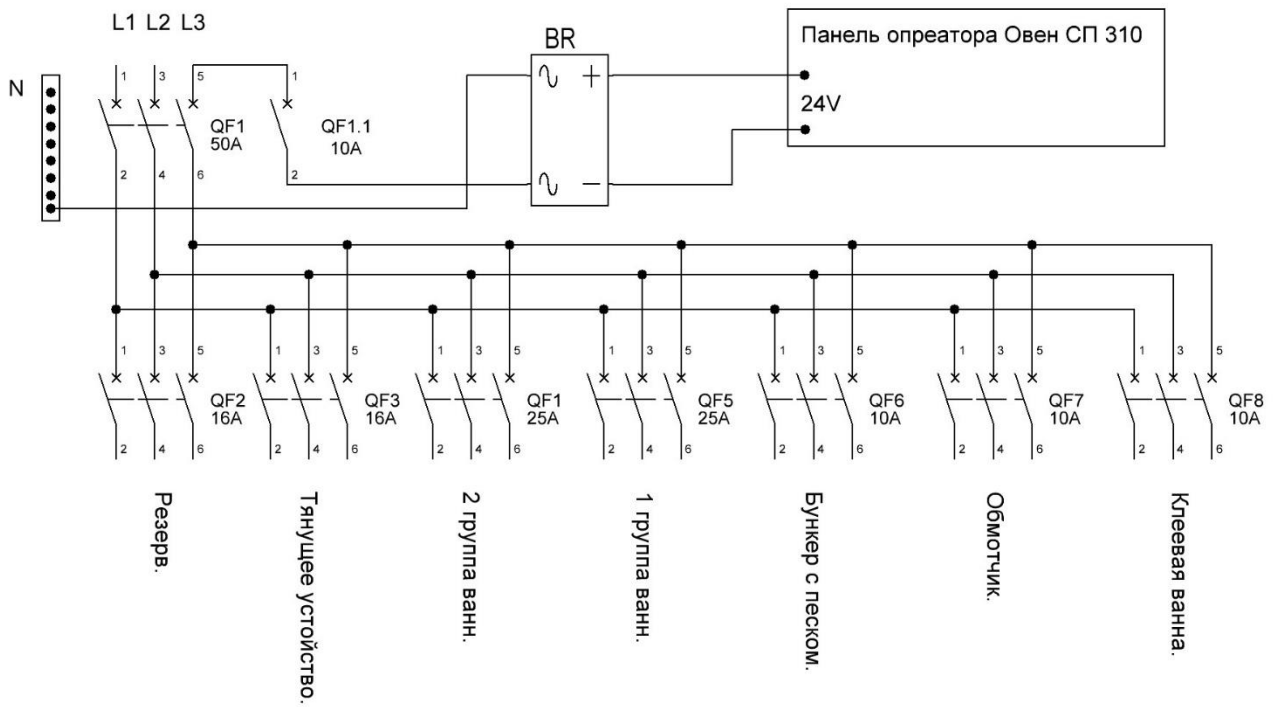 L1 L2 L3
N
BR
Панель опреатора Овен СП 310
24V
+
−
1 3 5 1
QF1
50A
QF1.1
10A
2 4 6 2
1 3 5
QF2
16A
2 4 6
Резерв.
1 3 5
QF3
16A
2 4 6
Тянущее устойство.
1 3 5
QF1
25A
2 4 6
2 группа ванн.
1 3 5
QF5
25A
2 4 6
1 группа ванн.
1 3 5
QF6
10A
2 4 6
Бункер с песком.
1 3 5
QF7
10A
2 4 6
Обмотчик.
1 3 5
QF8
10A
2 4 6
Клеевая ванна.